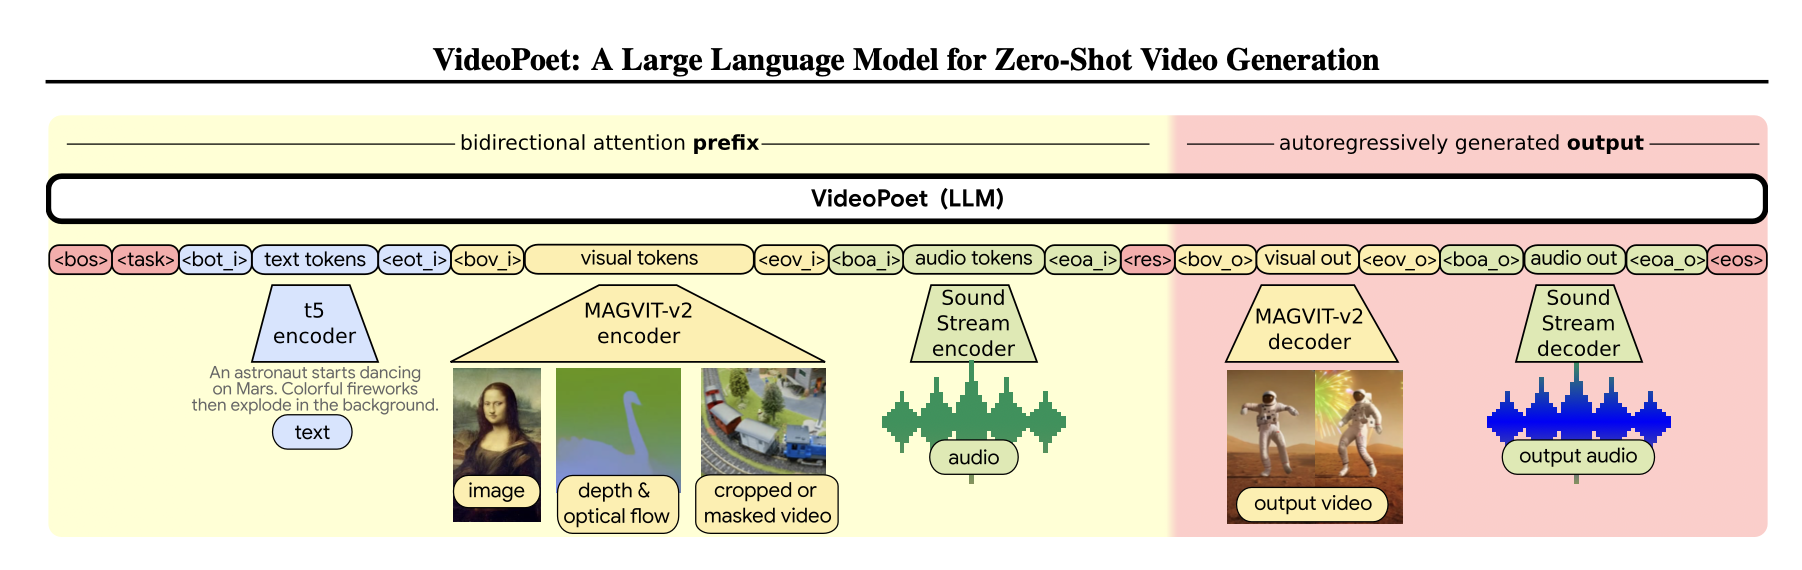 VideoPoet: A Large Language Model for Zero-Shot Video Generation
bidirectional attention prefix
autoregressively generated output
VideoPoet (LLM)
<bos> <task> <bot_i> text tokens <eot_i> <bov_i> visual tokens <eov_i> <boa_i> audio tokens <eoa_i> <res> <bov_o> visual out <eov_o> <boa_o> audio out <eoa_o> <eos>
t5
encoder
An astronaut starts dancing
on Mars. Colorful fireworks
then explode in the background.
text
MAGVIT-v2
encoder
image
depth &
optical flow
cropped or
masked video
Sound
Stream
encoder
audio
MAGVIT-v2
decoder
output video
Sound
Stream
decoder
output audio